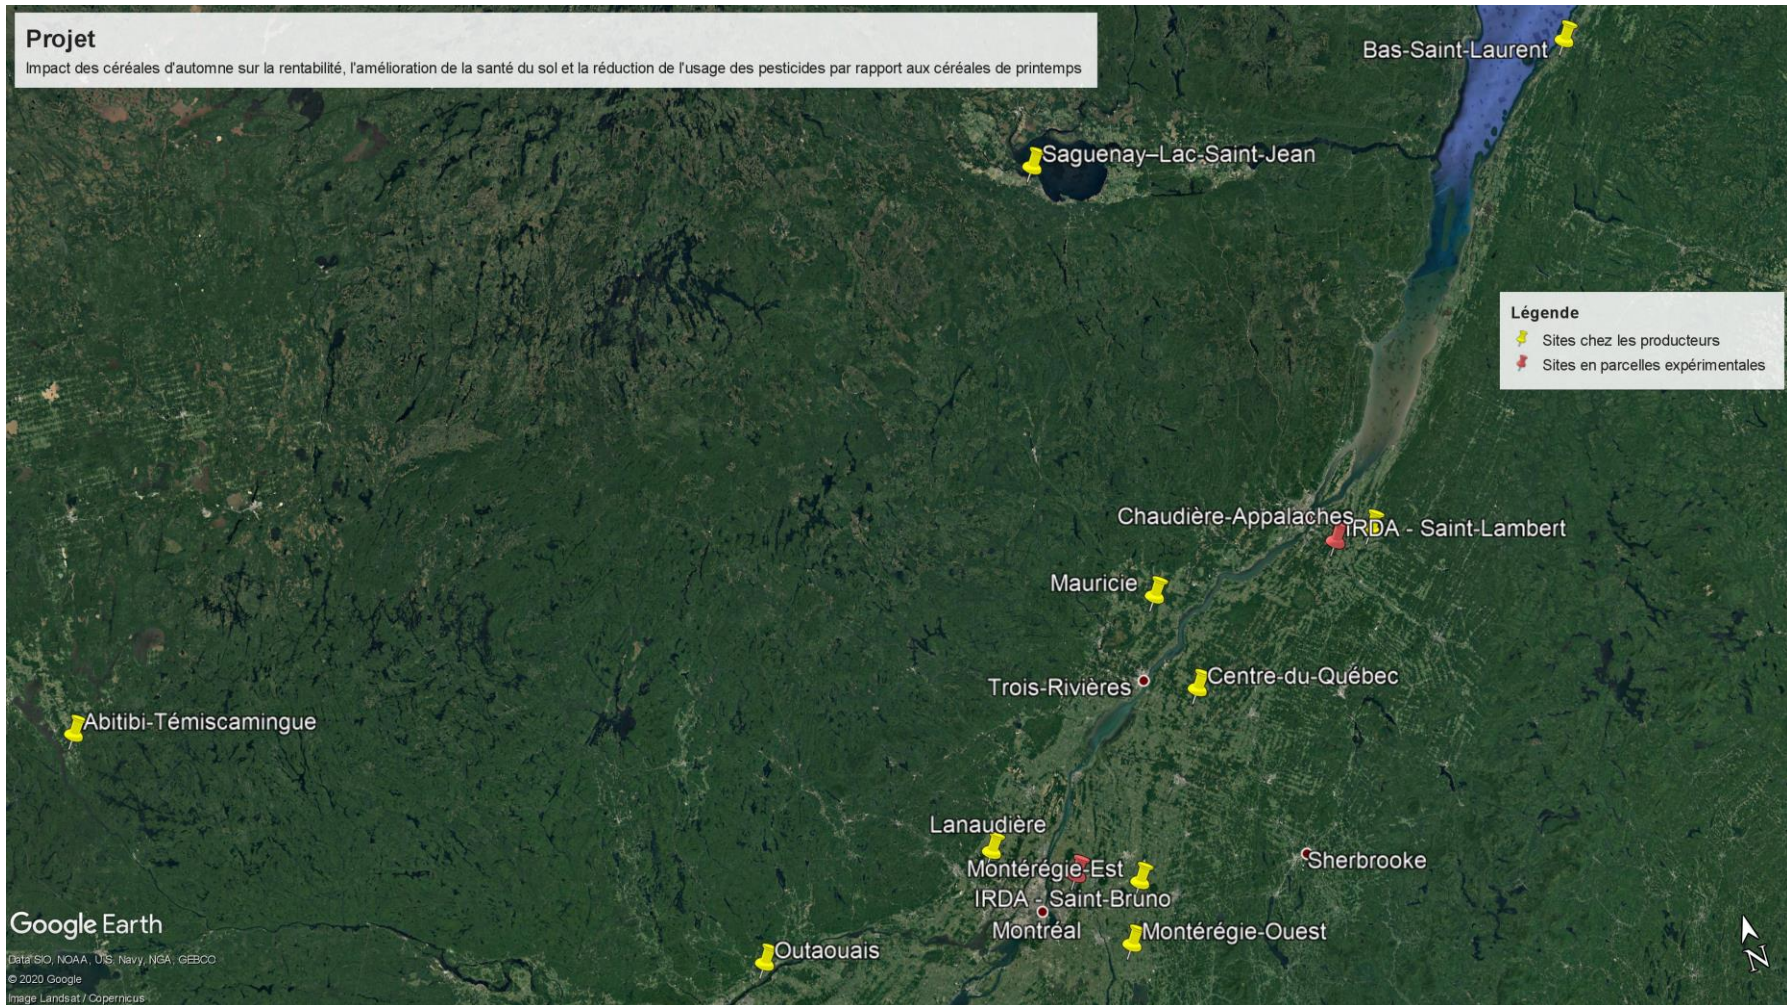 Projet
Impact des céréales d'automne sur la rentabilité, l'amélioration de la santé du sol et la réduction de l'usage des pesticides par rapport aux céréales de printemps
Bas-Saint-Laurent
Saguenay–Lac-Saint-Jean
Légende
Sites chez les producteurs
Sites en parcelles expérimentales
Chaudière-Appalaches
IRDA - Saint-Lambert
Mauricie
Centre-du-Québec
Trois-Rivières
Abitibi-Témiscamingue
Lanaudière
Sherbrooke
Montérégie-Est
IRDA - Saint-Bruno
Montréal
Montérégie-Ouest
Outaouais
Google Earth
Data SIO, NOAA, U.S. Navy, NGA, GEBCO
© 2020 Google
Image Landsat / Copernicus
N